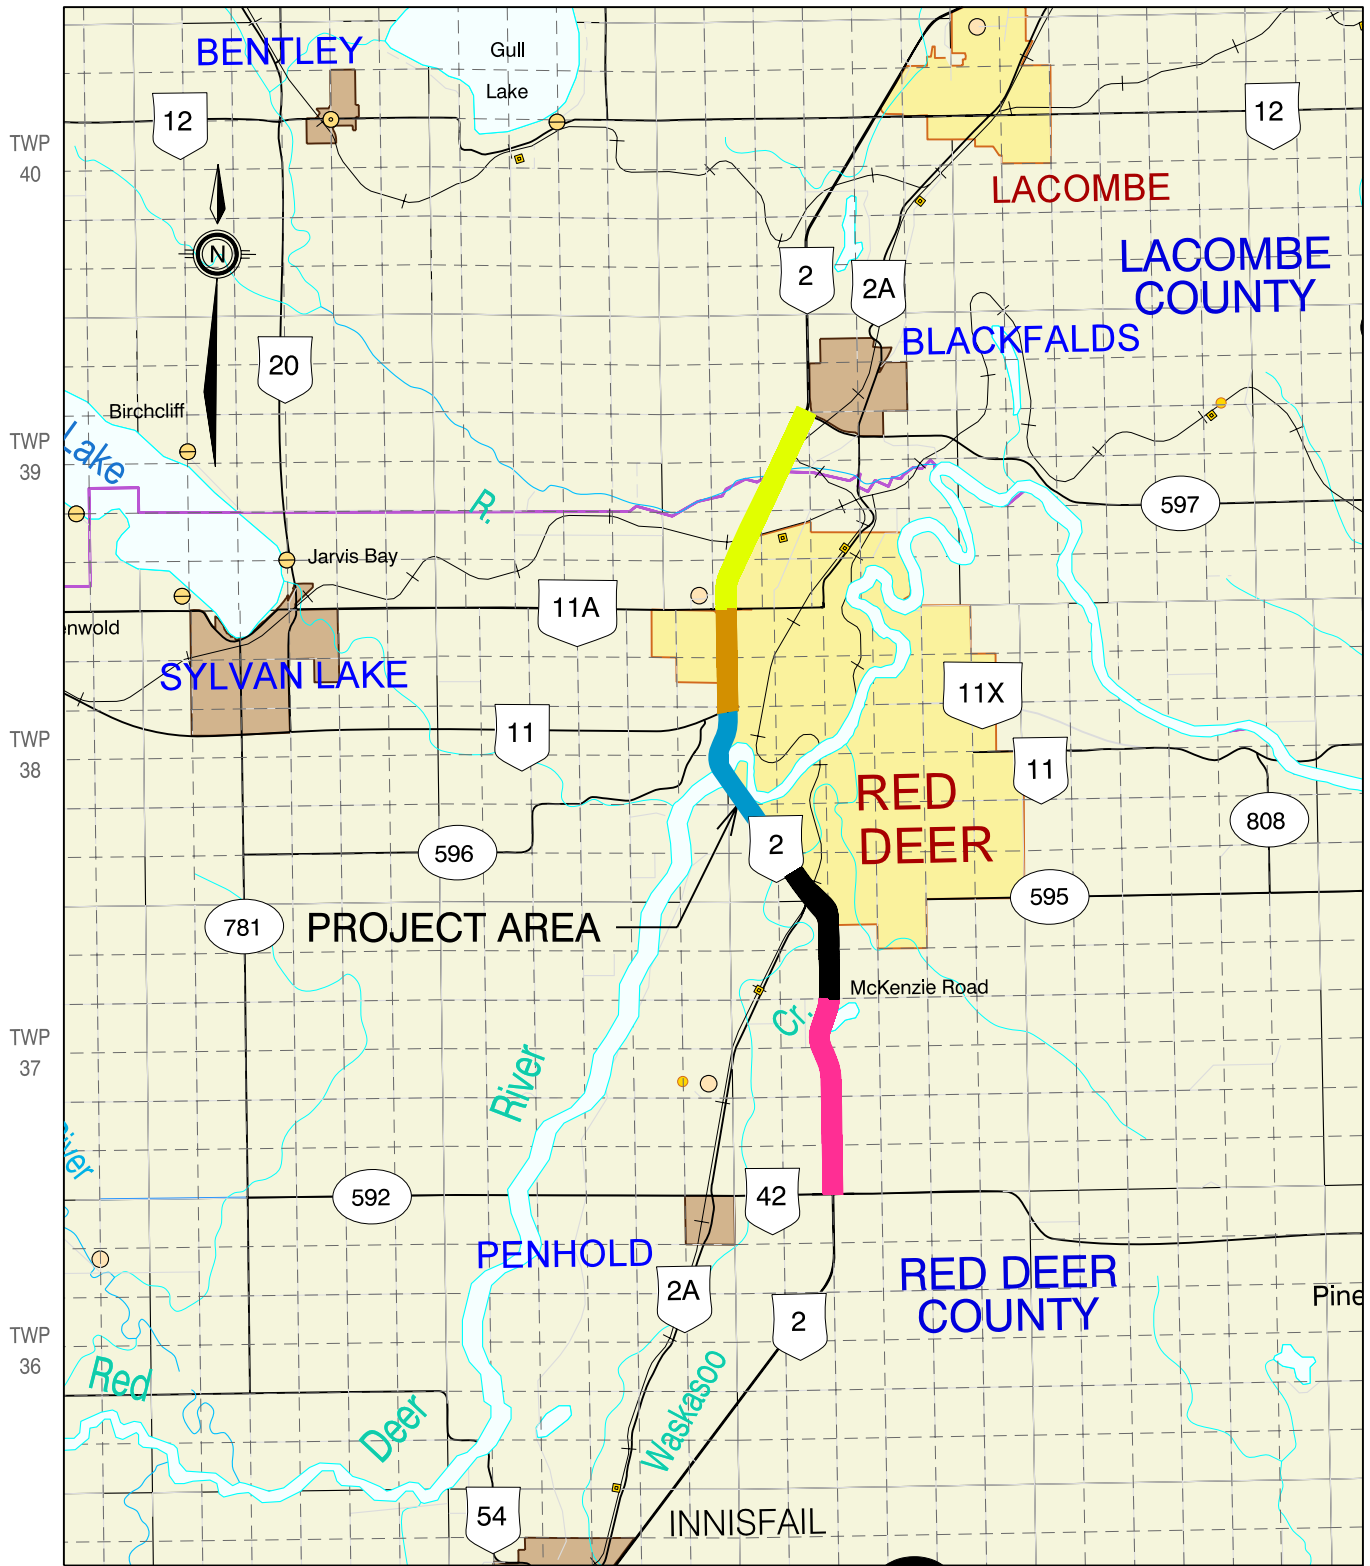 BENTLEY
Gull
Lake
12
12
TWP
40
LACOMBE
N
LACOMBE
COUNTY
2
2A
BLACKFALDS
20
Birchcliff
Lake
TWP
39
R.
597
Jarvis Bay
11A
enwold
SYLVAN LAKE
11X
11
TWP
38
11
RED
DEER
2
808
596
595
781
PROJECT AREA
McKenzie Road
Cr.
TWP
37
River
iver
592
42
PENHOLD
RED DEER
COUNTY
2A
2
Pine
TWP
36
Red
Deer
Waskasoo
54
INNISFAIL